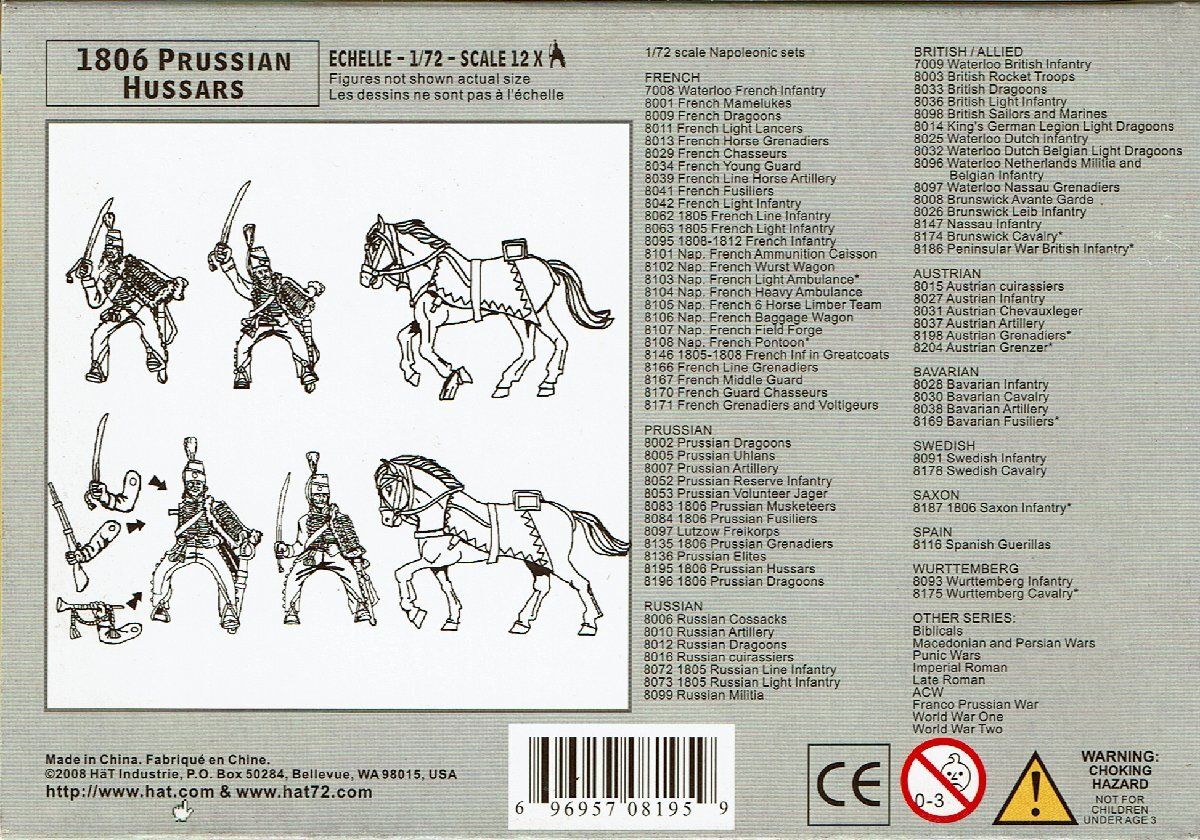 1806 PRUSSIAN
HUSSARS
ECHELLE - 1/72 - SCALE 12 X
Figures not shown actual size
Les dessins ne sont pas à l'échelle
1/72 scale Napoleonic sets
FRENCH
7008 Waterloo French Infantry
8001 French Mamelukes
8009 French Dragoons
8011 French Light Lancers
8013 French Horse Grenadiers
8029 French Chasseurs
8034 French Young Guard
8039 French Line Horse Artillery
8041 French Fusiliers
8042 French Light Infantry
8062 1805 French Line Infantry
8063 1805 French Light Infantry
8095 1808-1812 French Infantry
8101 Nap. French Ammunition Caisson
8102 Nap. French Wurst Wagon
8103 Nap. French Light Ambulance*
8104 Nap. French Heavy Ambulance
8105 Nap. French 6 Horse Limber Team
8106 Nap. French Baggage Wagon
8107 Nap. French Field Forge
8108 Nap. French Pontoon*
8146 1805-1808 French Inf in Greatcoats
8166 French Line Grenadiers
8167 French Middle Guard
8170 French Guard Chasseurs
8171 French Grenadiers and Voltigeurs
PRUSSIAN
8002 Prussian Dragoons
8005 Prussian Uhlans
8007 Prussian Artillery
8052 Prussian Reserve Infantry
8053 Prussian Volunteer Jager
8083 1806 Prussian Musketeers
8084 1806 Prussian Fusiliers
8097 Lutzow Freikorps
8135 1806 Prussian Grenadiers
8136 Prussian Elites
8195 1806 Prussian Hussars
8196 1806 Prussian Dragoons
RUSSIAN
8006 Russian Cossacks
8010 Russian Artillery
8012 Russian Dragoons
8016 Russian cuirassiers
8072 1805 Russian Line Infantry
8073 1805 Russian Light Infantry
8099 Russian Militia
BRITISH / ALLIED
7009 Waterloo British Infantry
8003 British Rocket Troops
8033 British Dragoons
8036 British Light Infantry
8098 British Sailors and Marines
8014 King's German Legion Light Dragoons
8025 Waterloo Dutch Infantry
8032 Waterloo Dutch Belgian Light Dragoons
8096 Waterloo Netherlands Militia and
Belgian Infantry
8097 Waterloo Nassau Grenadiers
8008 Brunswick Avante Garde
8026 Brunswick Leib Infantry
8147 Nassau Infantry
8174 Brunswick Cavalry*
8186 Peninsular War British Infantry*
AUSTRIAN
8015 Austrian cuirassiers
8027 Austrian Infantry
8031 Austrian Chevauxleger
8037 Austrian Artillery
8198 Austrian Grenadiers*
8204 Austrian Grenzer*
BAVARIAN
8028 Bavarian Infantry
8030 Bavarian Cavalry
8038 Bavarian Artillery
8169 Bavarian Fusiliers*
SWEDISH
8091 Swedish Infantry
8178 Swedish Cavalry
SAXON
8187 1806 Saxon Infantry*
SPAIN
8116 Spanish Guerillas
WURTTEMBERG
8093 Wurttemberg Infantry
8175 Wurttemberg Cavalry*
OTHER SERIES:
Biblicals
Macedonian and Persian Wars
Punic Wars
Imperial Roman
Late Roman
ACW
Franco Prussian War
World War One
World War Two
Made in China. Fabriqué en Chine.
©2008 HäT Industrie, P.O. Box 50284, Bellevue, WA 98015, USA
http://www.hat.com & www.hat72.com
6 96957 08195 9
CE
0-3
WARNING:
CHOKING
HAZARD
NOT FOR
CHILDREN
UNDER AGE 3